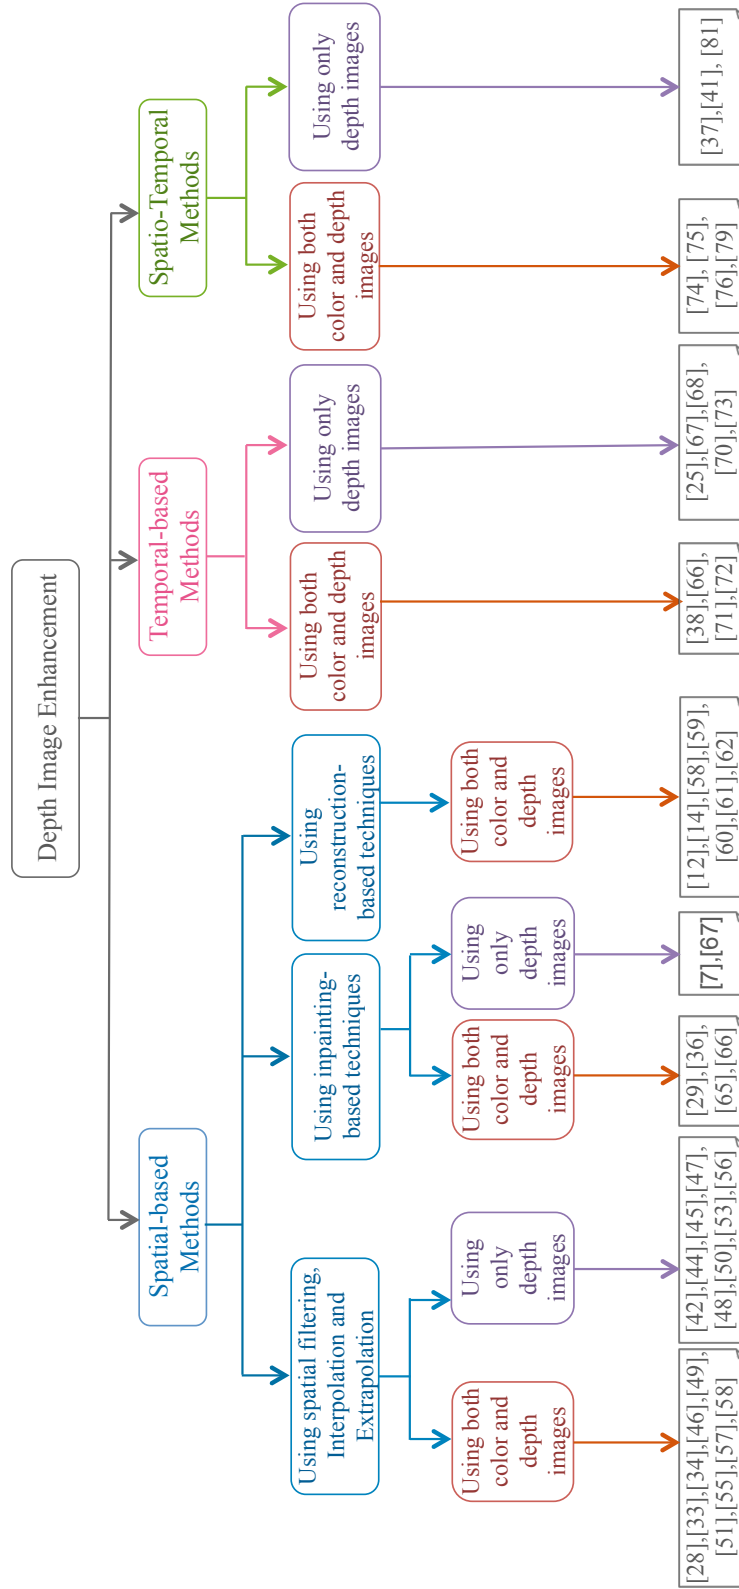 Depth Image Enhancement
Spatial-based
Methods
Temporal-based
Methods
Spatio-Temporal
Methods
Using spatial filtering,
Interpolation and
Extrapolation
Using inpainting-
based techniques
Using
reconstruction-
based techniques
Using both
color and depth
images
Using only
depth images
Using both
color and depth
images
Using only
depth images
Using both
color and
depth
images
Using
only
depth
images
Using both
color and
depth
images
Using
only
depth
images
Using both
color and
depth
images
[28],[33],[34],[46],[49],
[51],[55],[57],[58]
[42],[44],[45],[47],
[48],[50],[53],[56]
[29],[36],
[65],[66]
[7],[67]
[12],[14],[58],[59],
[60],[61],[62]
[38],[66],
[71],[72]
[25],[67],[68],
[70],[73]
[74], [75],
[76],[79]
[37],[41], [81]